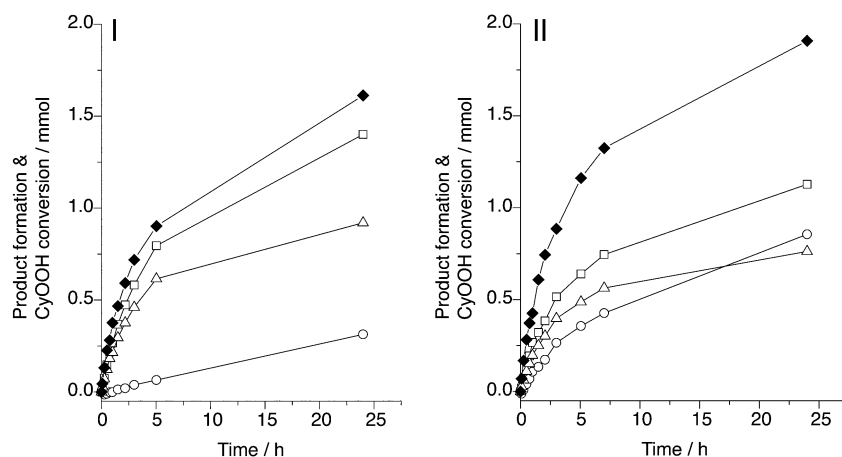 I
Product formation &
CyOOH conversion / mmol
2.0
1.5
1.0
0.5
0.0
0 5 10 15 20 25
Time / h
II
Product formation &
CyOOH conversion / mmol
2.0
1.5
1.0
0.5
0.0
0 5 10 15 20 25
Time / h